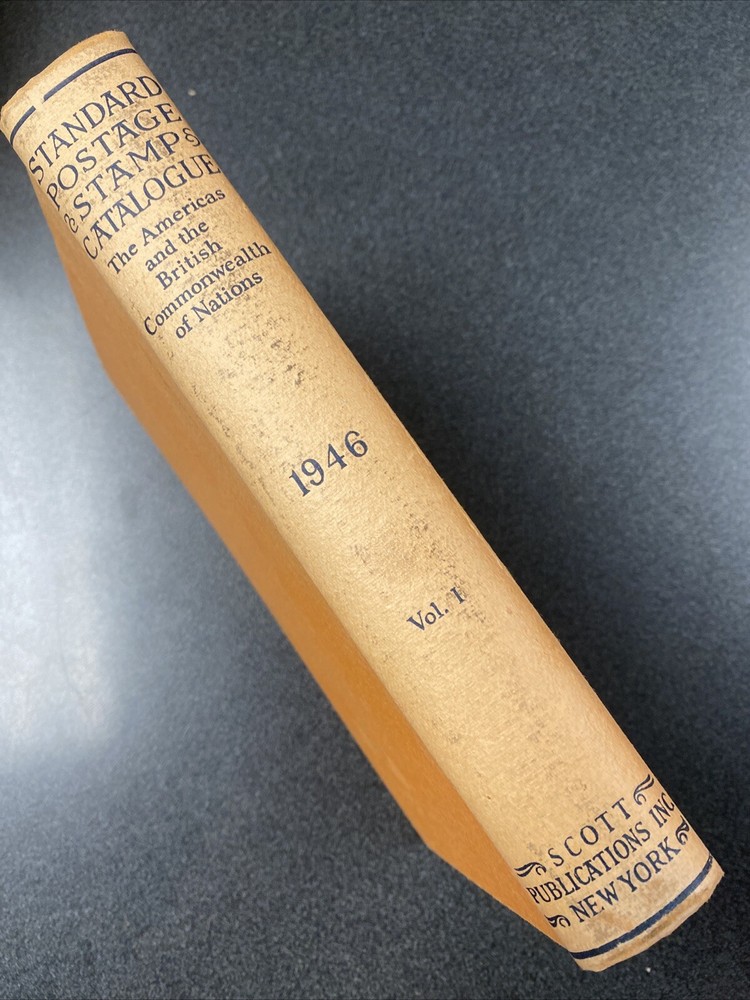 STANDARD
POSTAGE
STAMP
CATALOGUE
The Americas
and the
British
Commonwealth
of Nations
1946
Vol. I
SCOTT
PUBLICATIONS INC.
NEW YORK